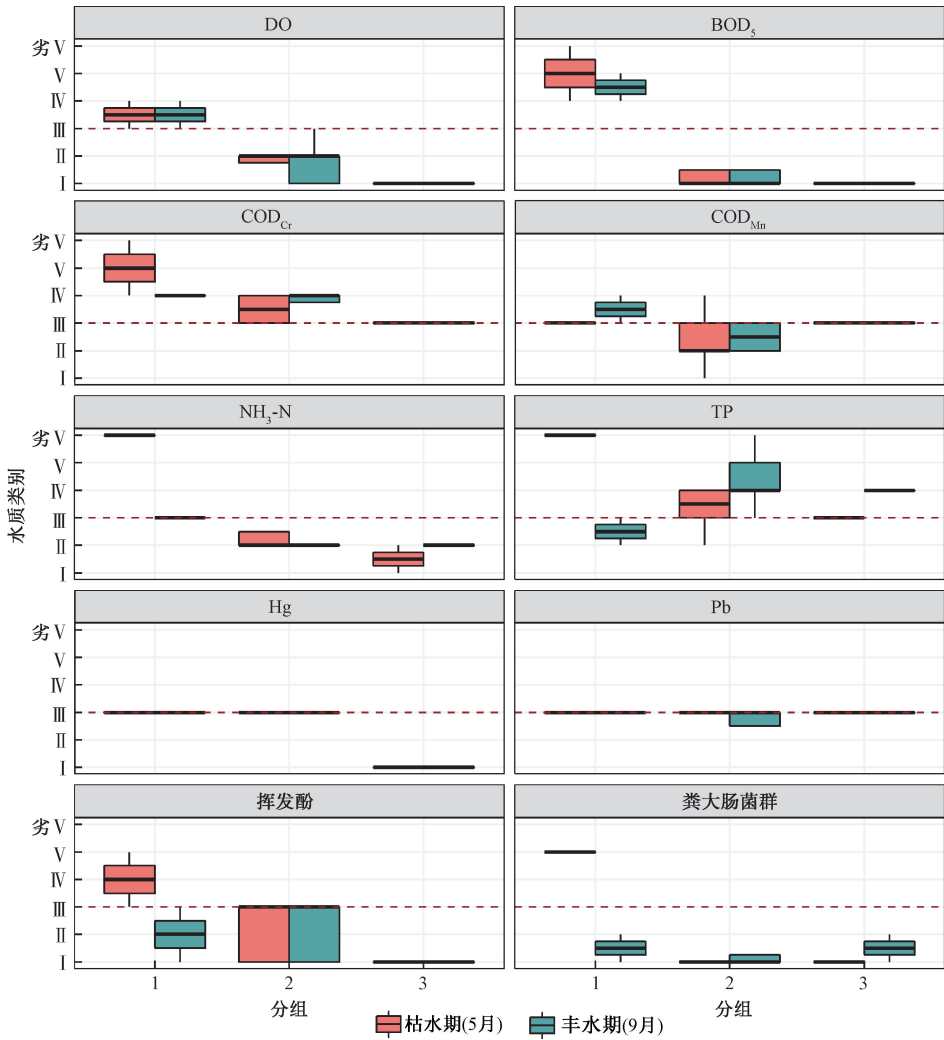 DO
BOD5
劣Ⅴ
Ⅴ
Ⅳ
Ⅲ
Ⅱ
Ⅰ
CODCr
CODMn
劣Ⅴ
Ⅴ
Ⅳ
Ⅲ
Ⅱ
Ⅰ
NH3-N
TP
劣Ⅴ
Ⅴ
Ⅳ
Ⅲ
Ⅱ
Ⅰ
水质类别
Hg
Pb
劣Ⅴ
Ⅴ
Ⅳ
Ⅲ
Ⅱ
Ⅰ
挥发酚
粪大肠菌群
劣Ⅴ
Ⅴ
Ⅳ
Ⅲ
Ⅱ
Ⅰ
1 2 3
1 2 3
分组
分组
枯水期(5月)
丰水期(9月)